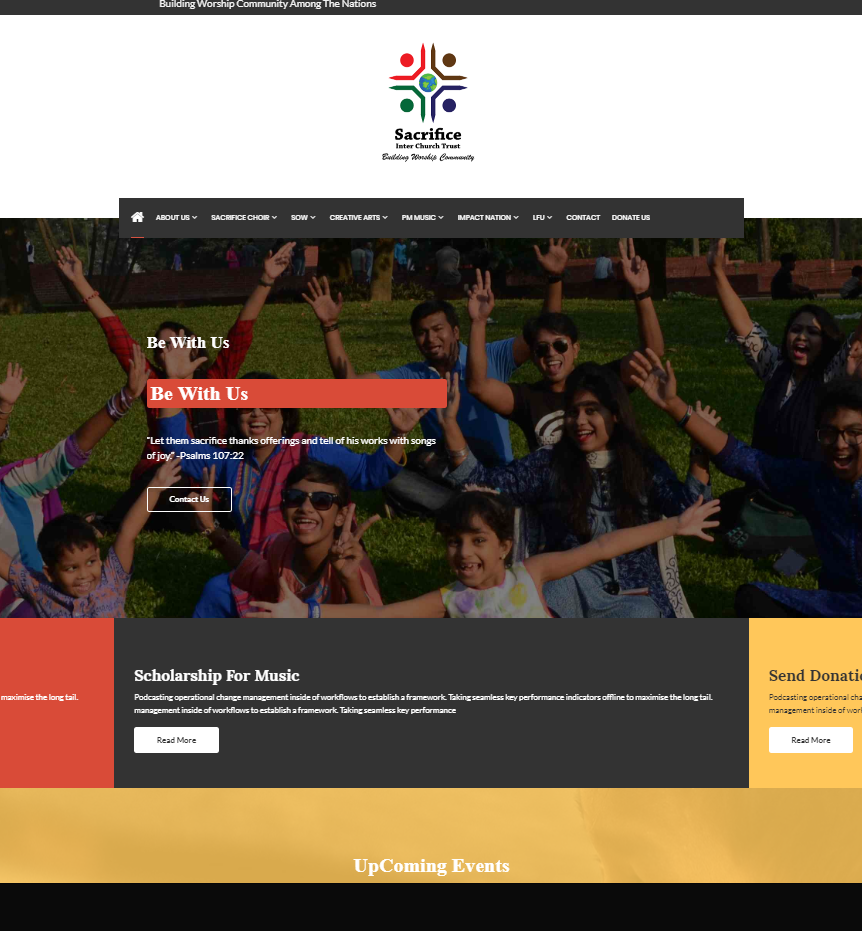 Building Worship Community Among The Nations
Sacrifice
Inter Church Trust
Building Worship Community
ABOUT US SACRIFICE CHOIR SOW CREATIVE ARTS PM MUSIC IMPACT NATION LFU CONTACT DONATE US
Be With Us
Be With Us
"Let them sacrifice thanks offerings and tell of his works with songs
of joy." -Psalms 107:22
Contact Us
maximise the long tail.
Scholarship For Music
Podcasting operational change management inside of workflows to establish a framework. Taking seamless key performance indicators offline to maximise the long tail.
management inside of workflows to establish a framework. Taking seamless key performance
Read More
Send Donatio
Podcasting operational cha
management inside of work
Read More
UpComing Events